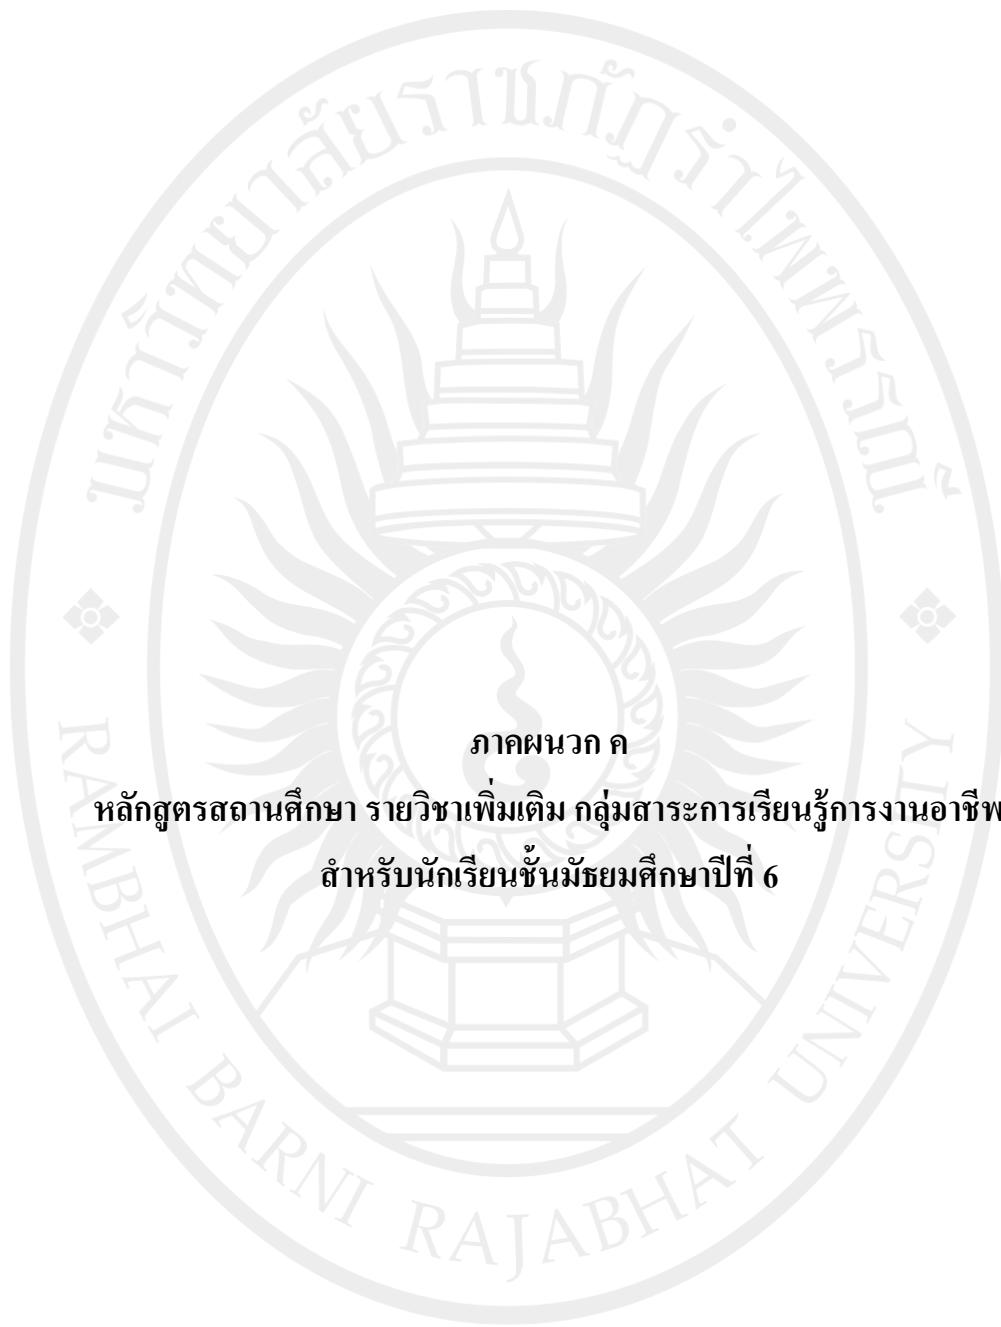 มหาวิทยาลัยราชภัฏรำไพพรรณี
ภาคผนวก ค
หลักสูตรสถานศึกษา รายวิชาเพิ่มเติม กลุ่มสาระการเรียนรู้การงานอาชีพ
สำหรับนักเรียนชั้นมัธยมศึกษาปีที่ 6
RAMBHAI BARNI RAJABHAT UNIVERSITY